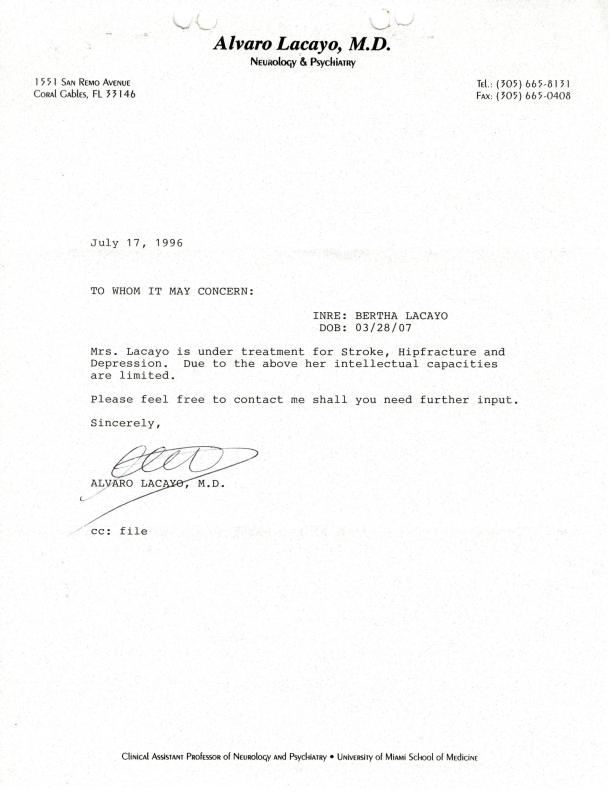 Alvaro Lacayo, M.D.
Neurology & Psychiatry
1551 San Remo Avenue
Coral Gables, FL 33146
Tel.: (305) 665-8131
Fax: (305) 665-0408
July 17, 1996
TO WHOM IT MAY CONCERN:
INRE: BERTHA LACAYO
DOB: 03/28/07
Mrs. Lacayo is under treatment for Stroke, Hipfracture and
Depression. Due to the above her intellectual capacities
are limited.
Please feel free to contact me shall you need further input.
Sincerely,
ALVARO LACAYO, M.D.
cc: file
Clinical Assistant Professor of Neurology and Psychiatry • University of Miami School of Medicine